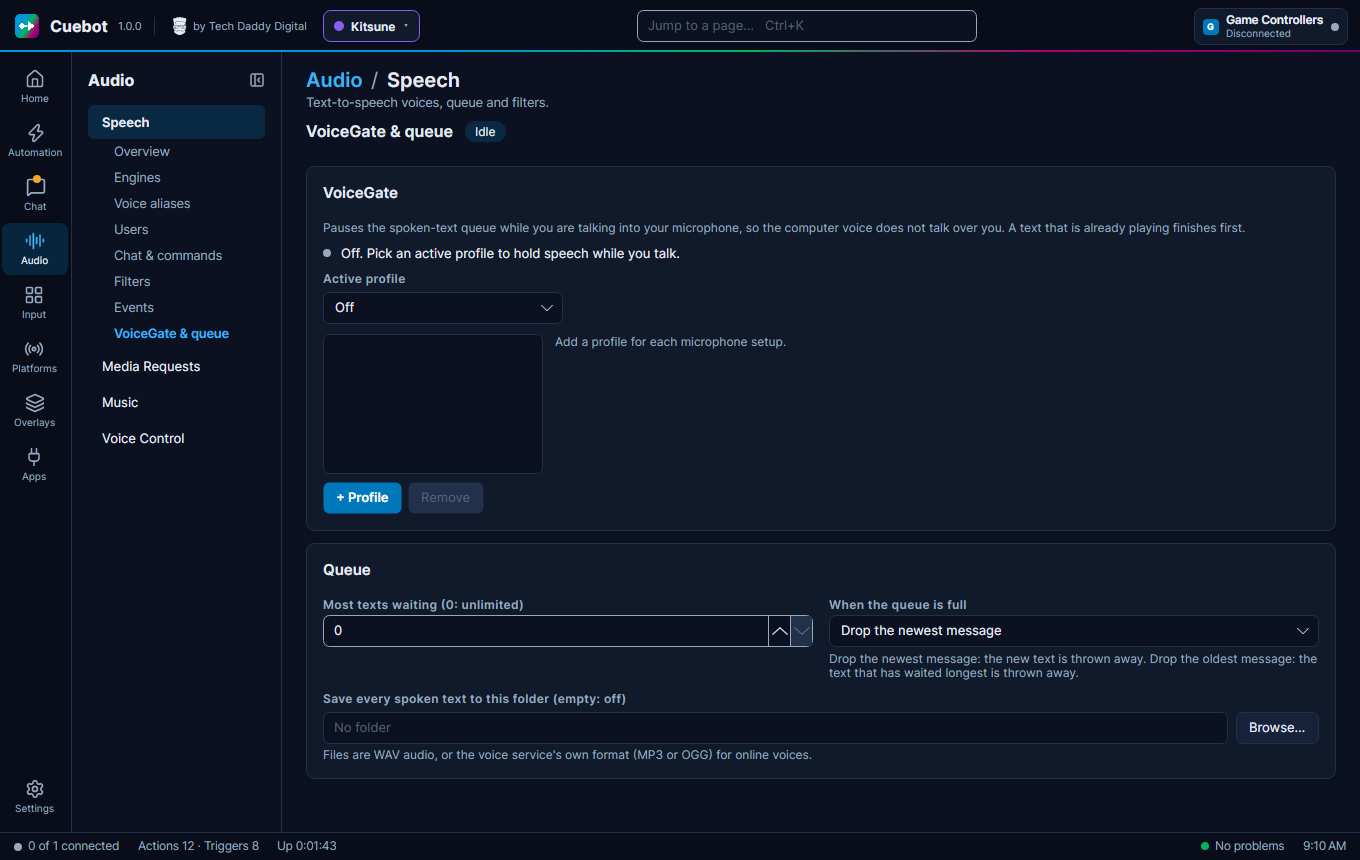 Cuebot 1.0.0 by Tech Daddy Digital Kitsune
Jump to a page... Ctrl+K
G Game Controllers
Disconnected
Home
Automation
Chat
Audio
Input
Platforms
Overlays
Apps
Settings
Audio
Speech
Overview
Engines
Voice aliases
Users
Chat & commands
Filters
Events
VoiceGate & queue
Media Requests
Music
Voice Control
Audio / Speech
Text-to-speech voices, queue and filters.
VoiceGate & queue Idle
VoiceGate
Pauses the spoken-text queue while you are talking into your microphone, so the computer voice does not talk over you. A text that is already playing finishes first.
Off. Pick an active profile to hold speech while you talk.
Active profile
Off
Add a profile for each microphone setup.
+ Profile Remove
Queue
Most texts waiting (0: unlimited)
0
When the queue is full
Drop the newest message
Drop the newest message: the new text is thrown away. Drop the oldest message: the
text that has waited longest is thrown away.
Save every spoken text to this folder (empty: off)
No folder Browse...
Files are WAV audio, or the voice service's own format (MP3 or OGG) for online voices.
0 of 1 connected Actions 12 · Triggers 8 Up 0:01:43 No problems 9:10 AM